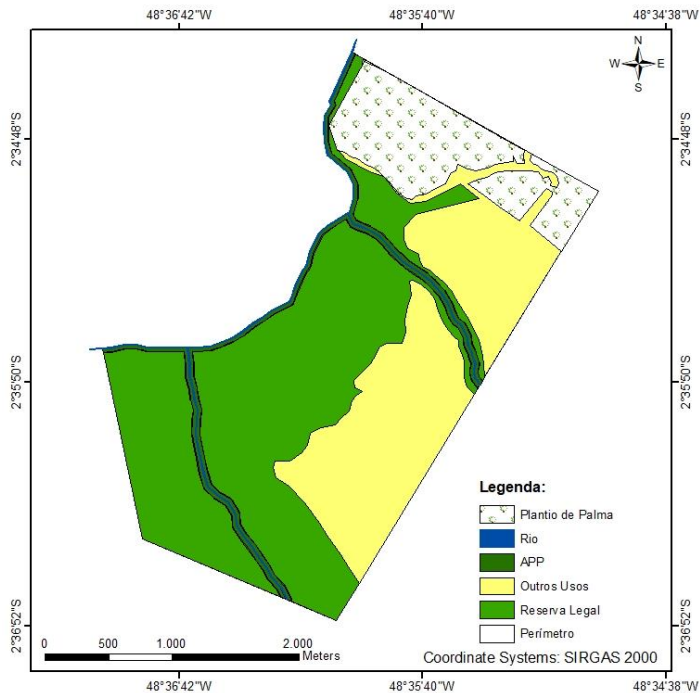 48°36'42"W 48°35'40"W 48°34'38"W
N
W E
S
2°34'48"S 2°34'48"S
2°35'50"S 2°35'50"S
2°36'52"S 2°36'52"S
Legenda:
Plantio de Palma
Rio
APP
Outros Usos
Reserva Legal
Perímetro
0 500 1.000 2.000
Meters
Coordinate Systems: SIRGAS 2000
48°36'42"W 48°35'40"W 48°34'38"W